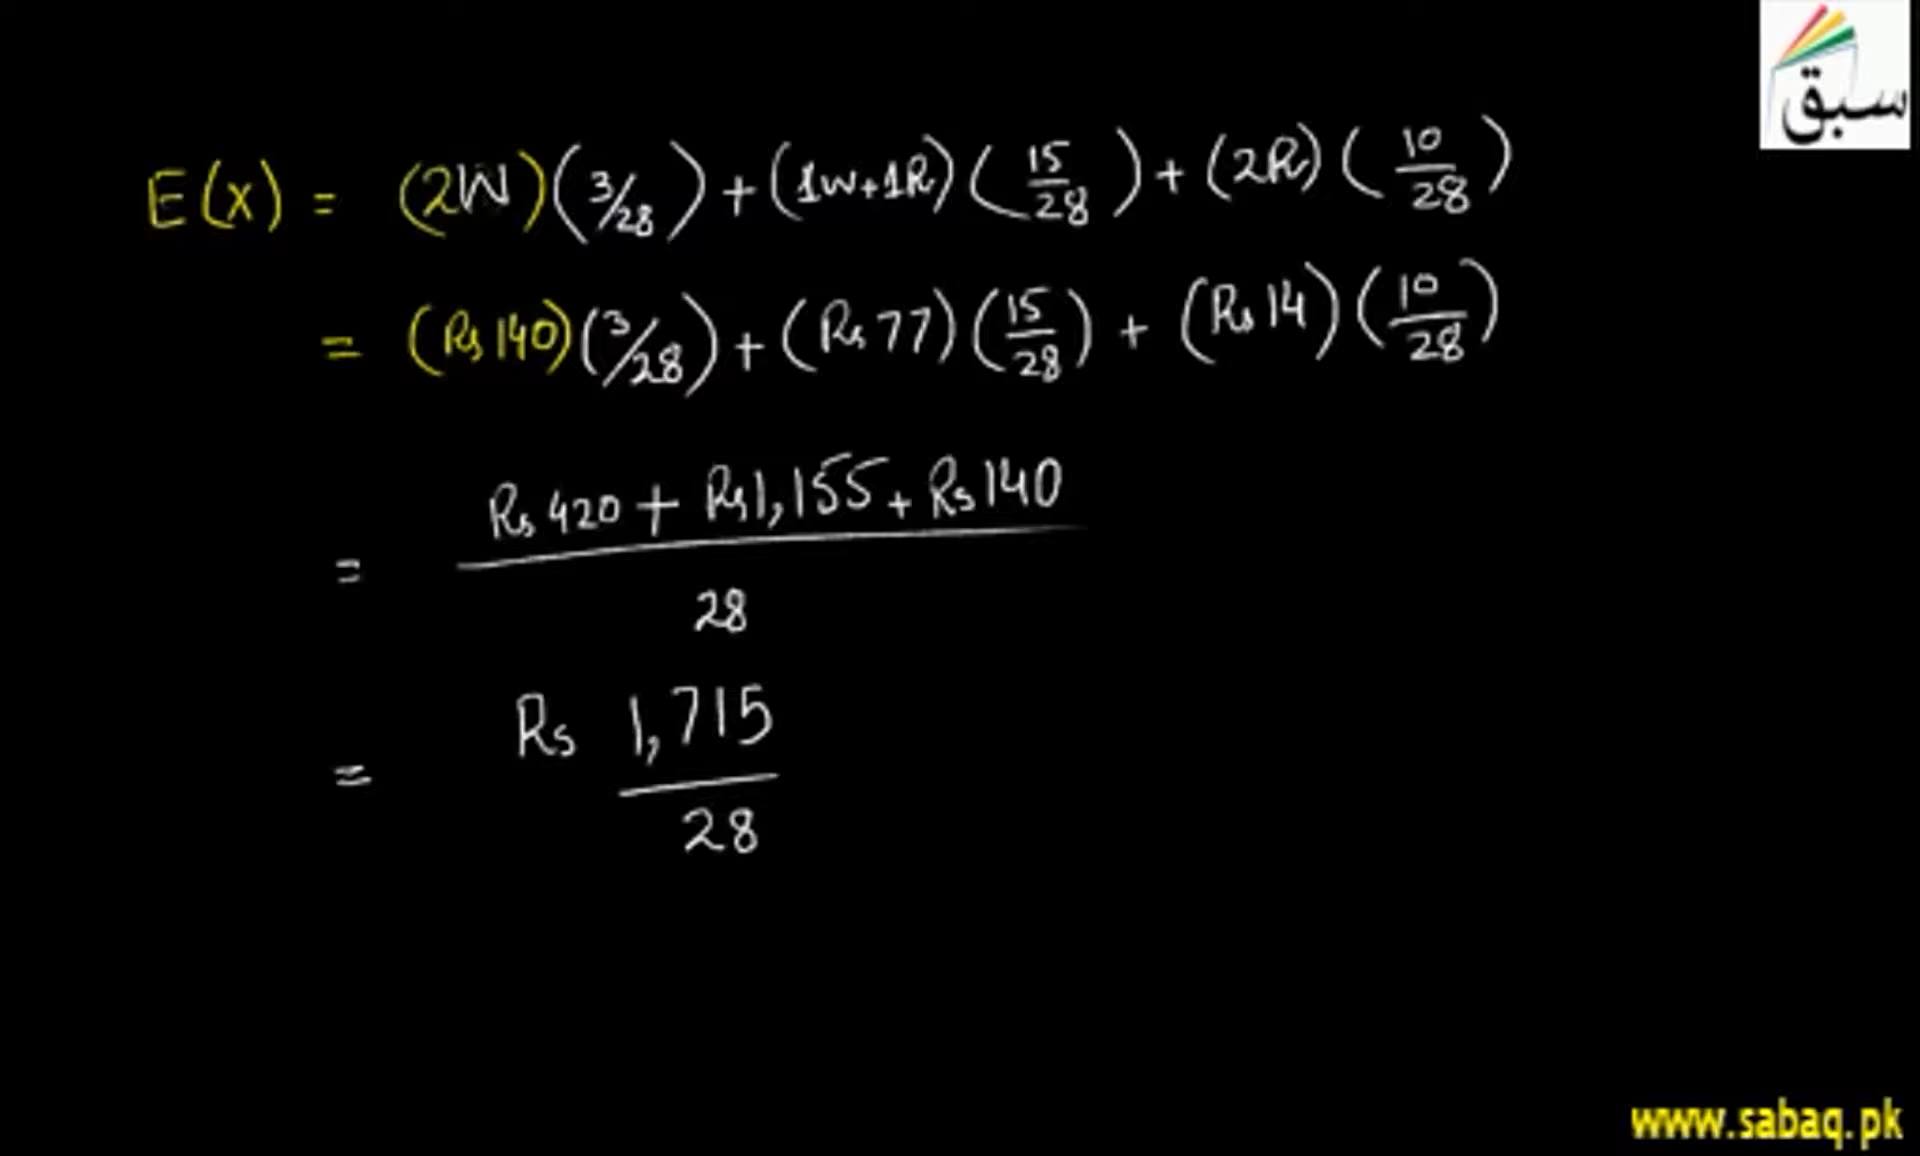 سبق
E(x) = (2W)(3/28) + (1W+1R)(15/28) + (2R)(10/28)
= (Rs 140)(3/28) + (Rs 77)(15/28) + (Rs 14)(10/28)
= Rs 420 + Rs 1,155 + Rs 140
28
= Rs 1,715
28
www.sabaq.pk